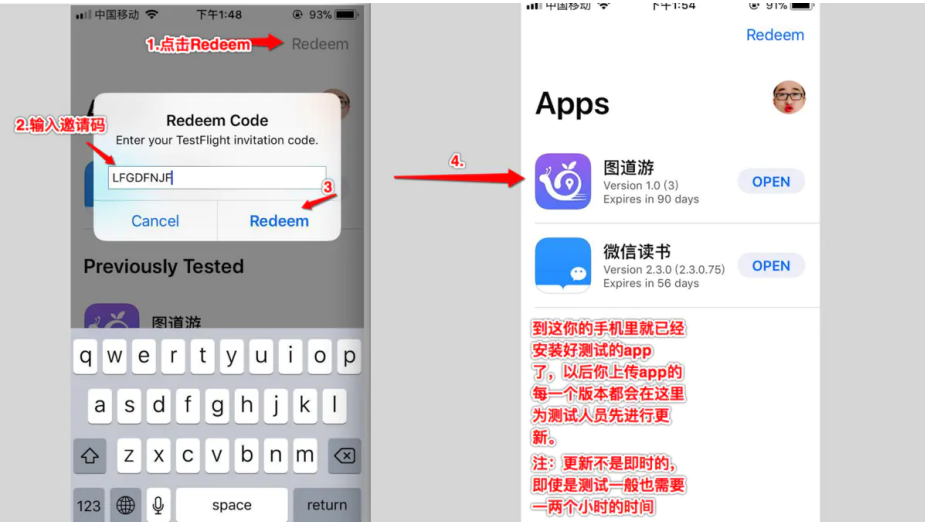 中国移动 下午1:48 93%
1.点击Redeem Redeem
2.输入邀请码
Redeem Code
Enter your TestFlight invitation code.
LFGDFNJF
3
Cancel Redeem
Previously Tested
图道游
q w e r t y u i o p
a s d f g h j k l
z x c v b n m
123 space return
4.
中国移动 下午1:54 91%
Redeem
Apps
图道游
Version 1.0 (3)
Expires in 90 days
OPEN
微信读书
Version 2.3.0 (2.3.0.75)
Expires in 56 days
OPEN
到这你的手机里就已经
安装好测试的app
了，以后你上传app的
每一个版本都会在这里
为测试人员先进行更
新。
注：更新不是即时的，
即使是测试一般也需要
一两个小时的时间